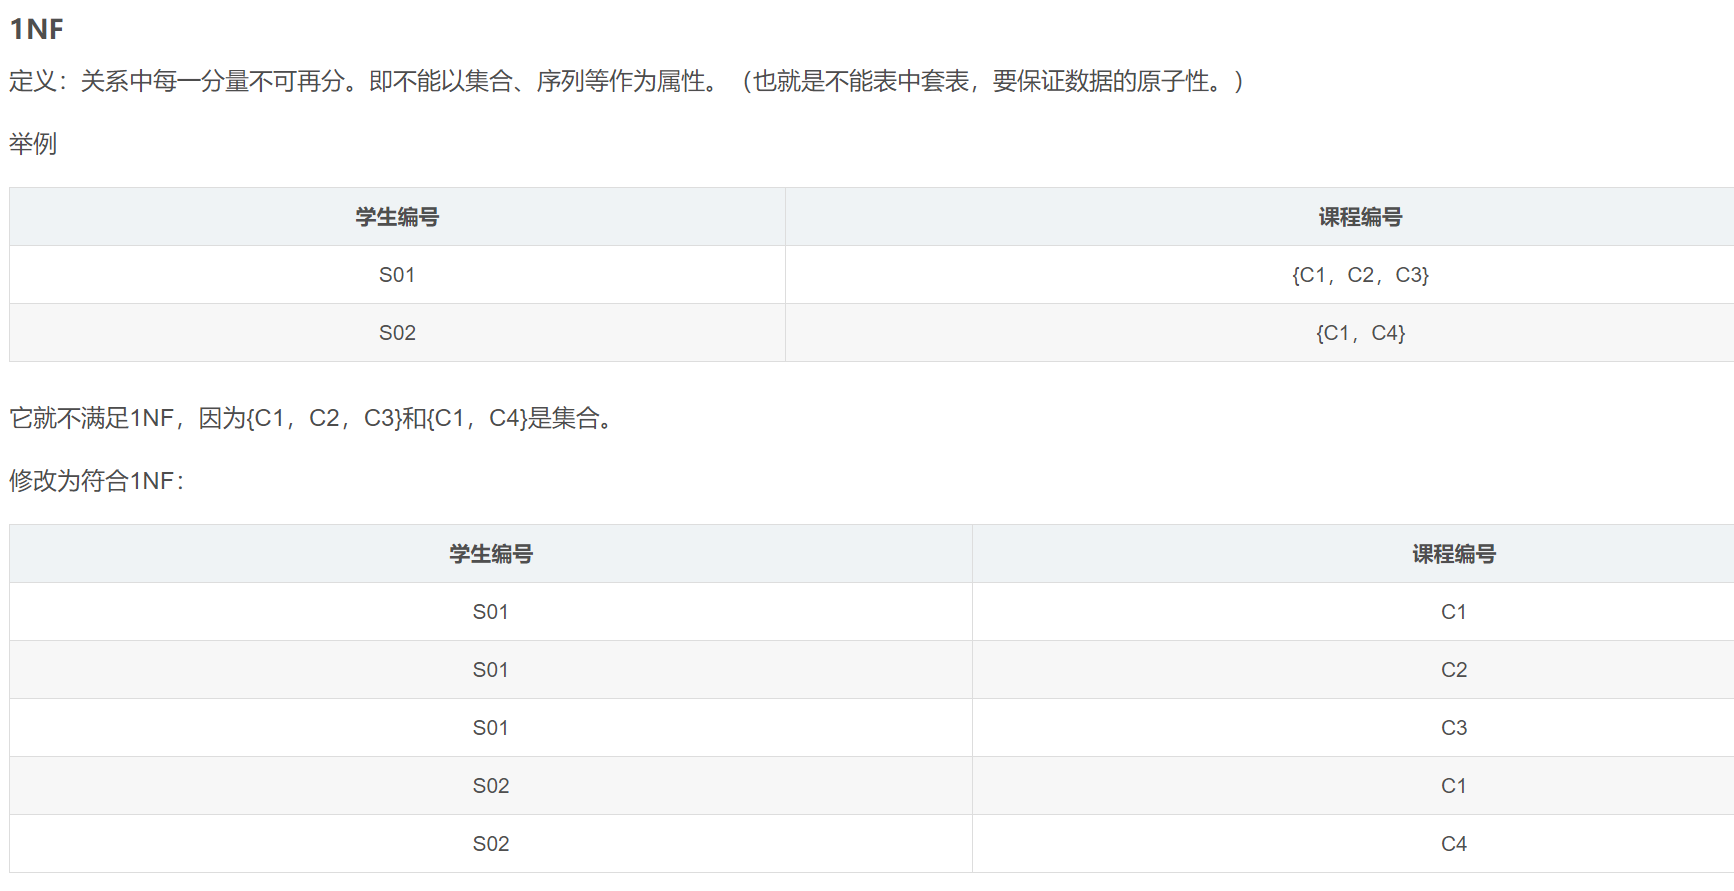 1NF
定义：关系中每一分量不可再分。即不能以集合、序列等作为属性。（也就是不能表中套表，要保证数据的原子性。）
举例
学生编号 课程编号
S01 {C1，C2，C3}
S02 {C1，C4}
它就不满足1NF，因为{C1，C2，C3}和{C1，C4}是集合。
修改为符合1NF：
学生编号 课程编号
S01 C1
S01 C2
S01 C3
S02 C1
S02 C4